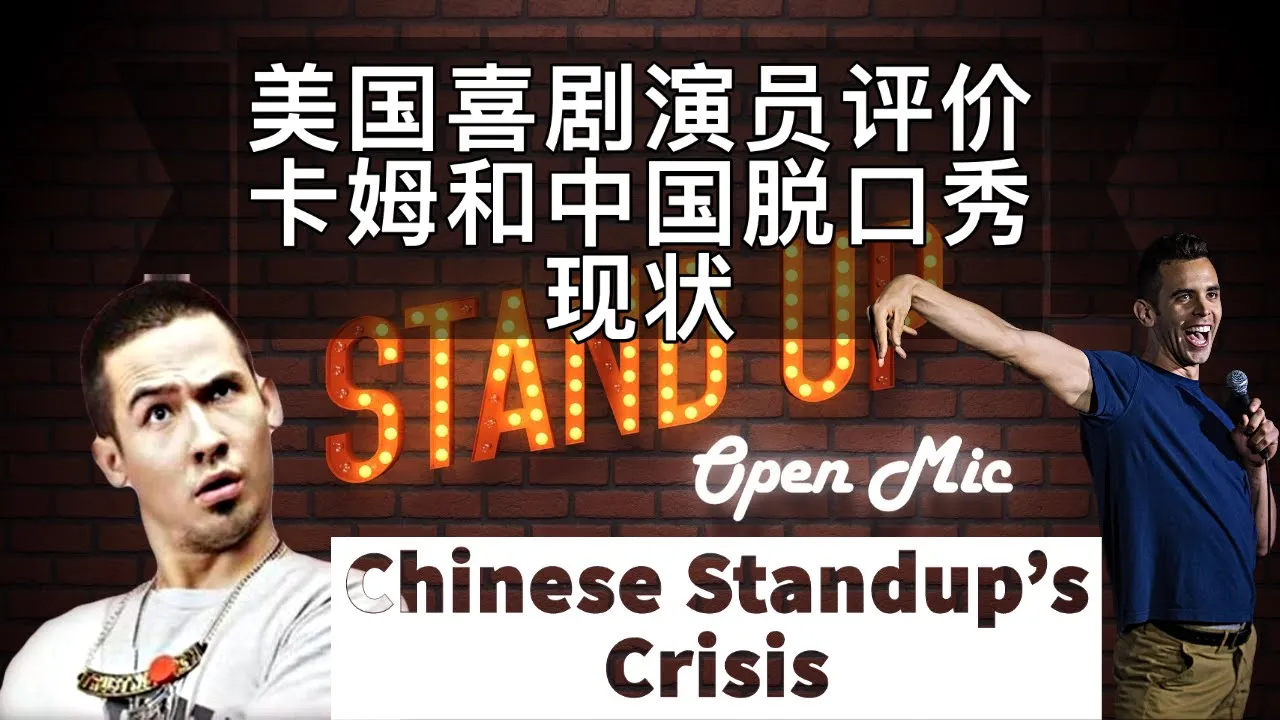 美国喜剧演员评价
卡姆和中国脱口秀
现状
STAND UP
Open Mic
Chinese Standup’s
Crisis